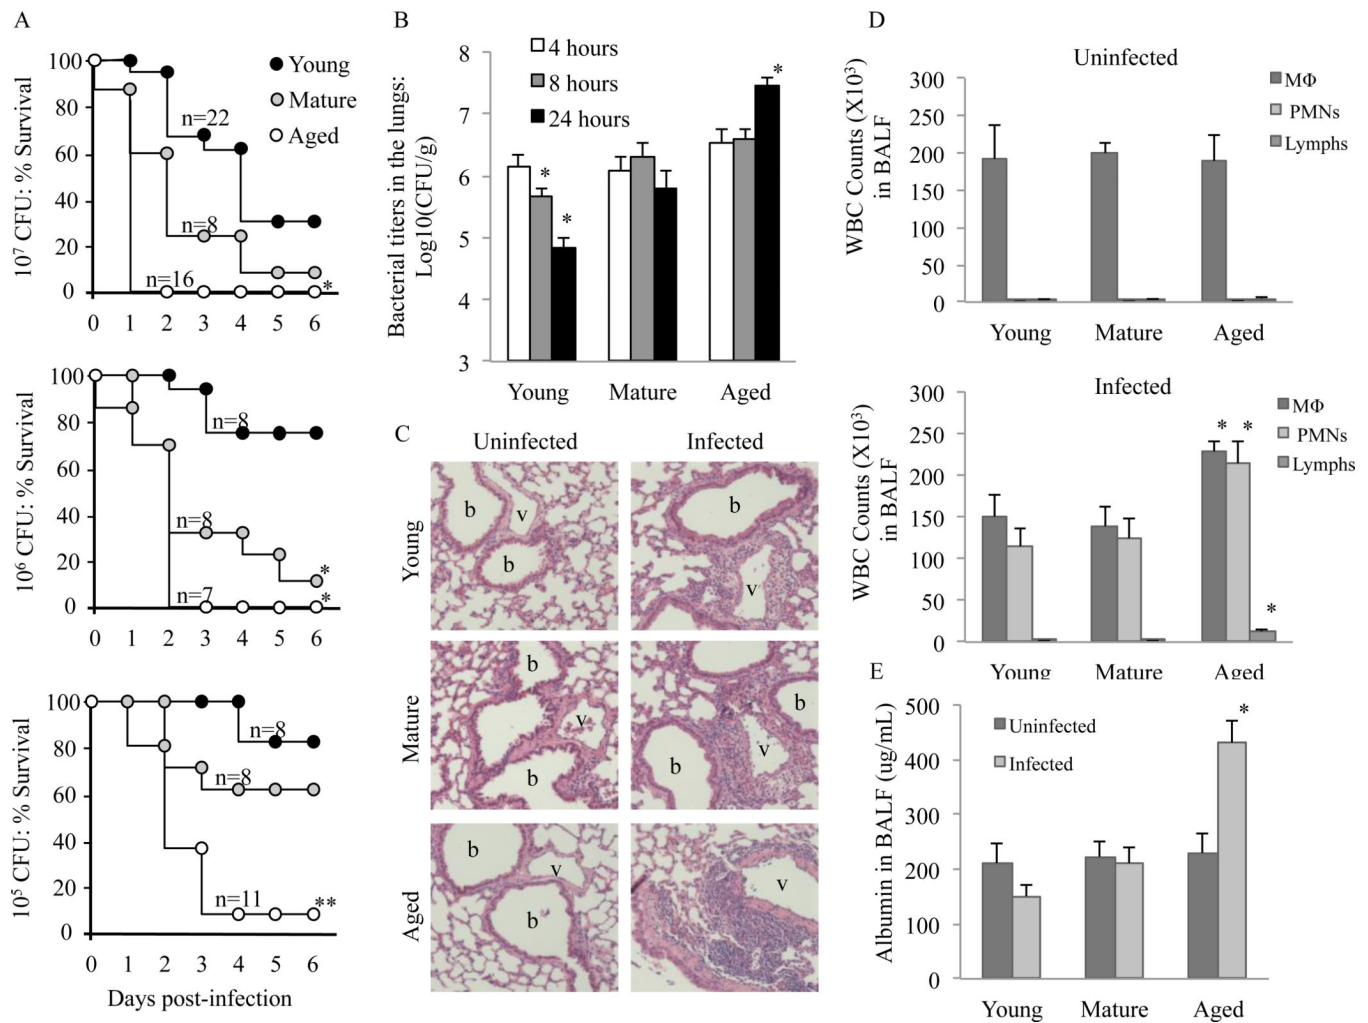 A
10⁷ CFU: % Survival
100
80
60
40
20
0
Young
Mature
Aged
n=22
n=8
n=16
*
0 1 2 3 4 5 6
10⁶ CFU: % Survival
100
80
60
40
20
0
n=8
n=8
*
n=7
*
0 1 2 3 4 5 6
10⁵ CFU: % Survival
100
80
60
40
20
0
n=8
n=8
n=11
**
0 1 2 3 4 5 6
Days post-infection
B
Bacterial titers in the lungs:
Log10(CFU/g)
8
7
6
5
4
3
4 hours
8 hours
24 hours
*
*
*
Young Mature Aged
C
Uninfected Infected
Young
b v b
b v
Mature
b v b
b v b
Aged
b v b
v
D
Uninfected
WBC Counts (X10³)
in BALF
300
250
200
150
100
50
0
MΦ
PMNs
Lymphs
Young Mature Aged
Infected
WBC Counts (X10³)
in BALF
300
250
200
150
100
50
0
MΦ
PMNs
Lymphs
* *
*
Young Mature Aged
E
Albumin in BALF (ug/mL)
500
400
300
200
100
0
Uninfected
Infected
*
Young Mature Aged